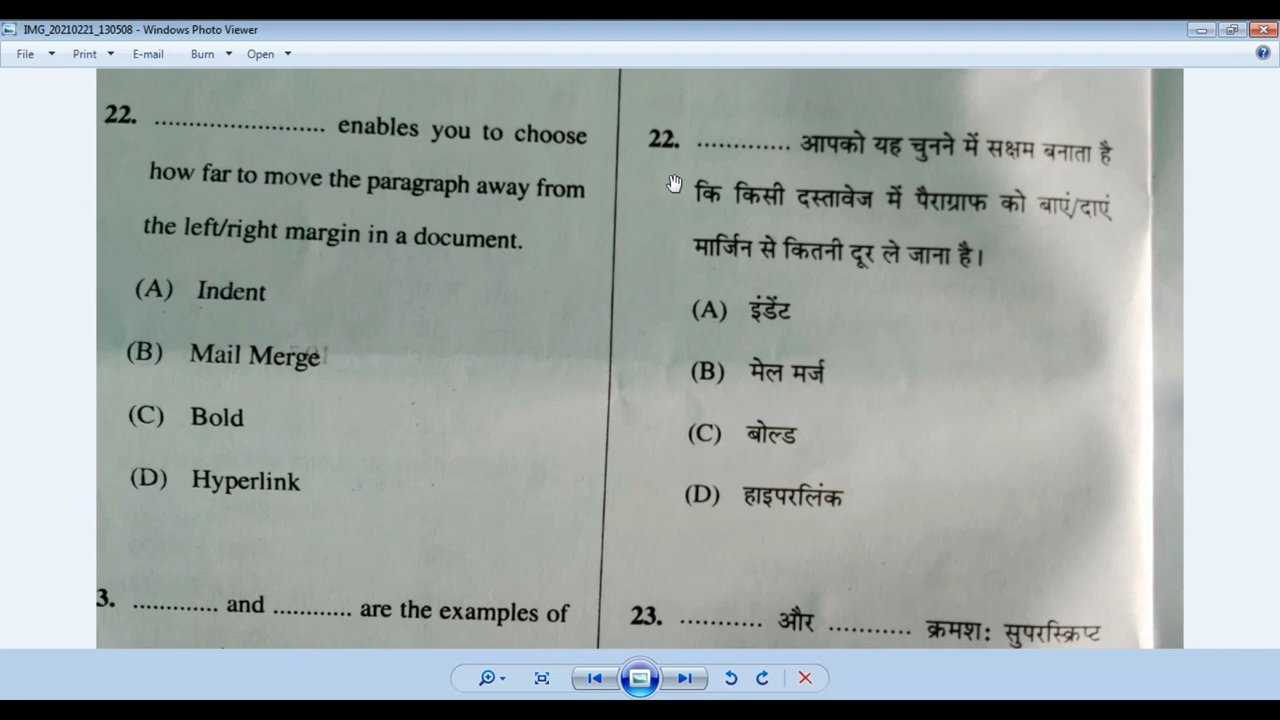 IMG_20210221_130508 - Windows Photo Viewer
File Print E-mail Burn Open
22. ......................... enables you to choose
how far to move the paragraph away from
the left/right margin in a document.
(A) Indent
(B) Mail Merge
(C) Bold
(D) Hyperlink
3. ............. and ............ are the examples of
22. ............. आपको यह चुनने में सक्षम बनाता है
कि किसी दस्तावेज में पैराग्राफ को बाएं/दाएं
मार्जिन से कितनी दूर ले जाना है।
(A) इंडेंट
(B) मेल मर्ज
(C) बोल्ड
(D) हाइपरलिंक
23. ............ और ............ क्रमशः सुपरस्क्रिप्ट